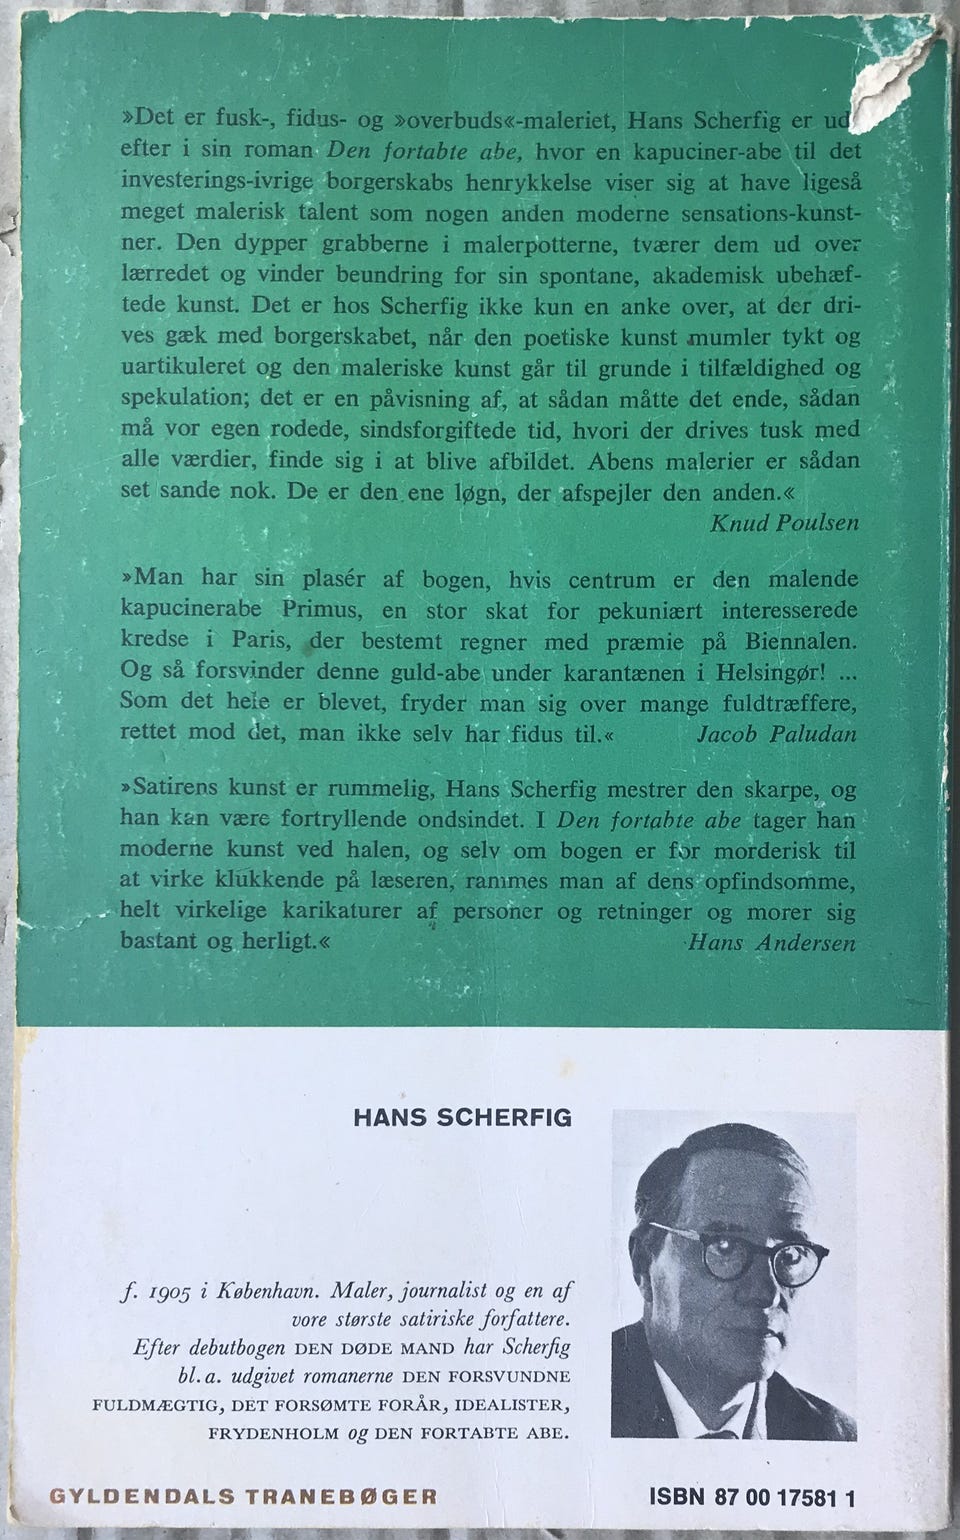 »Det er fusk-, fidus- og »overbuds«-maleriet, Hans Scherfig er ud
efter i sin roman Den fortabte abe, hvor en kapuciner-abe til det
investerings-ivrige borgerskabs henrykkelse viser sig at have ligeså
meget malerisk talent som nogen anden moderne sensations-kunst-
ner. Den dypper grabberne i malerpotterne, tværer dem ud over
lærredet og vinder beundring for sin spontane, akademisk ubehæf-
tede kunst. Det er hos Scherfig ikke kun en anke over, at der dri-
ves gæk med borgerskabet, når den poetiske kunst mumler tykt og
uartikuleret og den maleriske kunst går til grunde i tilfældighed og
spekulation; det er en påvisning af, at sådan måtte det ende, sådan
må vor egen rodede, sindsforgiftede tid, hvori der drives tusk med
alle værdier, finde sig i at blive afbildet. Abens malerier er sådan
set sande nok. De er den ene løgn, der afspejler den anden.«
Knud Poulsen
»Man har sin plasér af bogen, hvis centrum er den malende
kapucinerabe Primus, en stor skat for pekuniært interesserede
kredse i Paris, der bestemt regner med præmie på Biennalen.
Og så forsvinder denne guld-abe under karantænen i Helsingør! ...
Som det hele er blevet, fryder man sig over mange fuldtræffere,
rettet mod det, man ikke selv har fidus til.« Jacob Paludan
»Satirens kunst er rummelig, Hans Scherfig mestrer den skarpe, og
han kan være fortryllende ondsindet. I Den fortabte abe tager han
moderne kunst ved halen, og selv om bogen er for morderisk til
at virke klukkende på læseren, rammes man af dens opfindsomme,
helt virkelige karikaturer af personer og retninger og morer sig
bastant og herligt.« Hans Andersen
HANS SCHERFIG
f. 1905 i København. Maler, journalist og en af
vore største satiriske forfattere.
Efter debutbogen DEN DØDE MAND har Scherfig
bl. a. udgivet romanerne DEN FORSVUNDNE
FULDMÆGTIG, DET FORSØMTE FORÅR, IDEALISTER,
FRYDENHOLM og DEN FORTABTE ABE.
GYLDENDALS TRANEBØGER
ISBN 87 00 17581 1